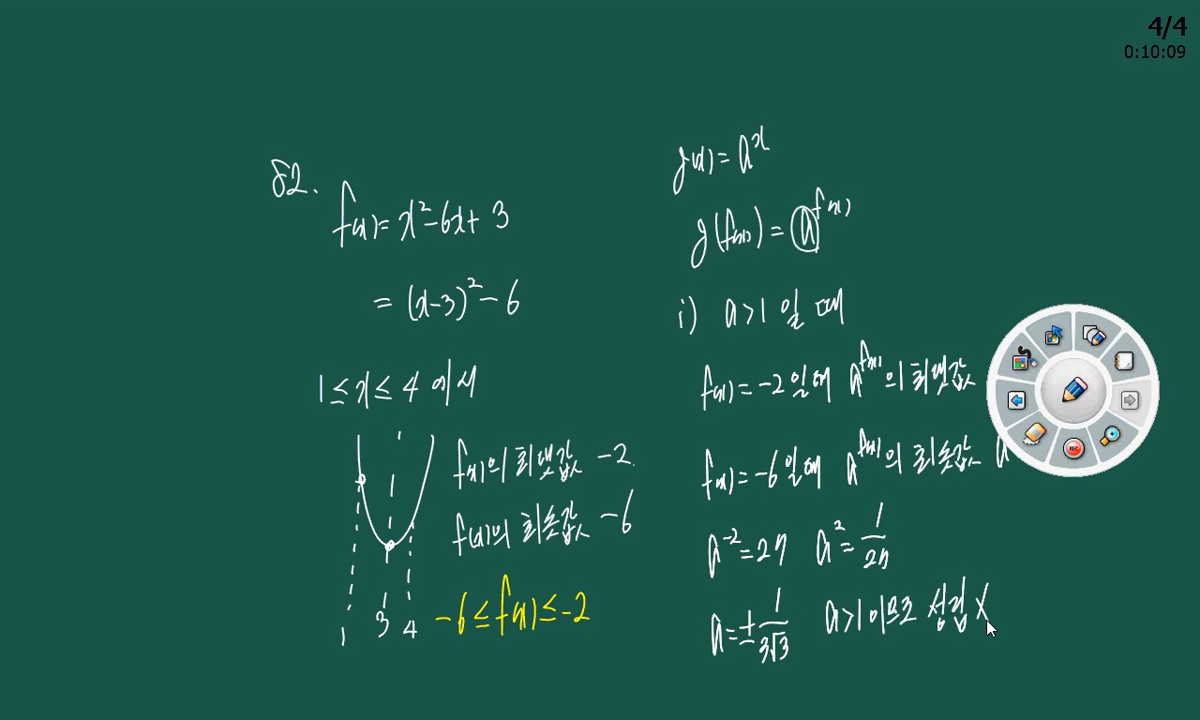 4/4
0:10:09
82.
f(x)=x²-6x+3
=(x-3)²-6
1≤x≤4 에서
f(x)의 최댓값 -2.
f(x)의 최솟값 -6
1 3 4
-6≤f(x)≤-2
g(x)=a^x
g(f(x))=a^f(x)
i) a>1 일 때
f(x)=-2일때 a^f(x)의 최댓값
f(x)=-6일때 a^f(x)의 최솟값 a
a^-2=27 a²=1/27
a=±1/3√3 a>1이므로 성립 X
REC